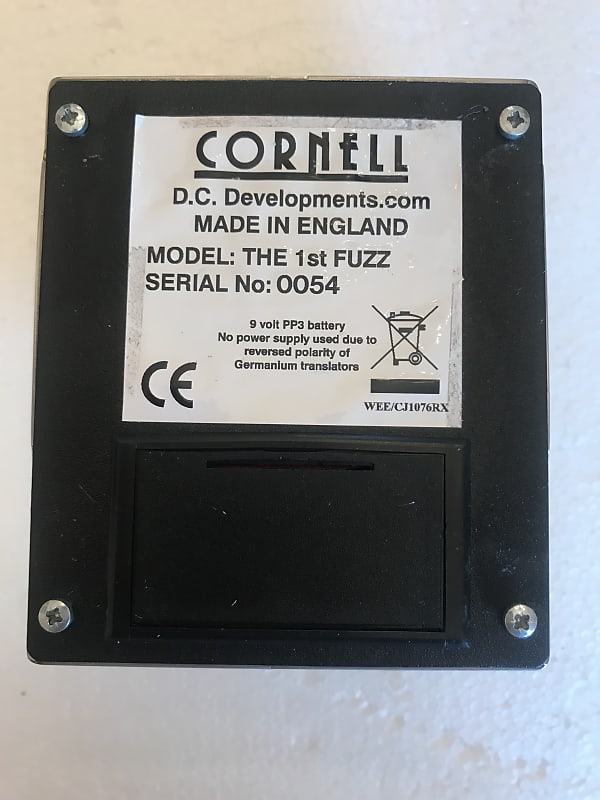 CORNELL
D.C. Developments.com
MADE IN ENGLAND
MODEL: THE 1st FUZZ
SERIAL No: 0054
9 volt PP3 battery
No power supply used due to
reversed polarity of
Germanium translators
CE
WEE/CJ1076RX